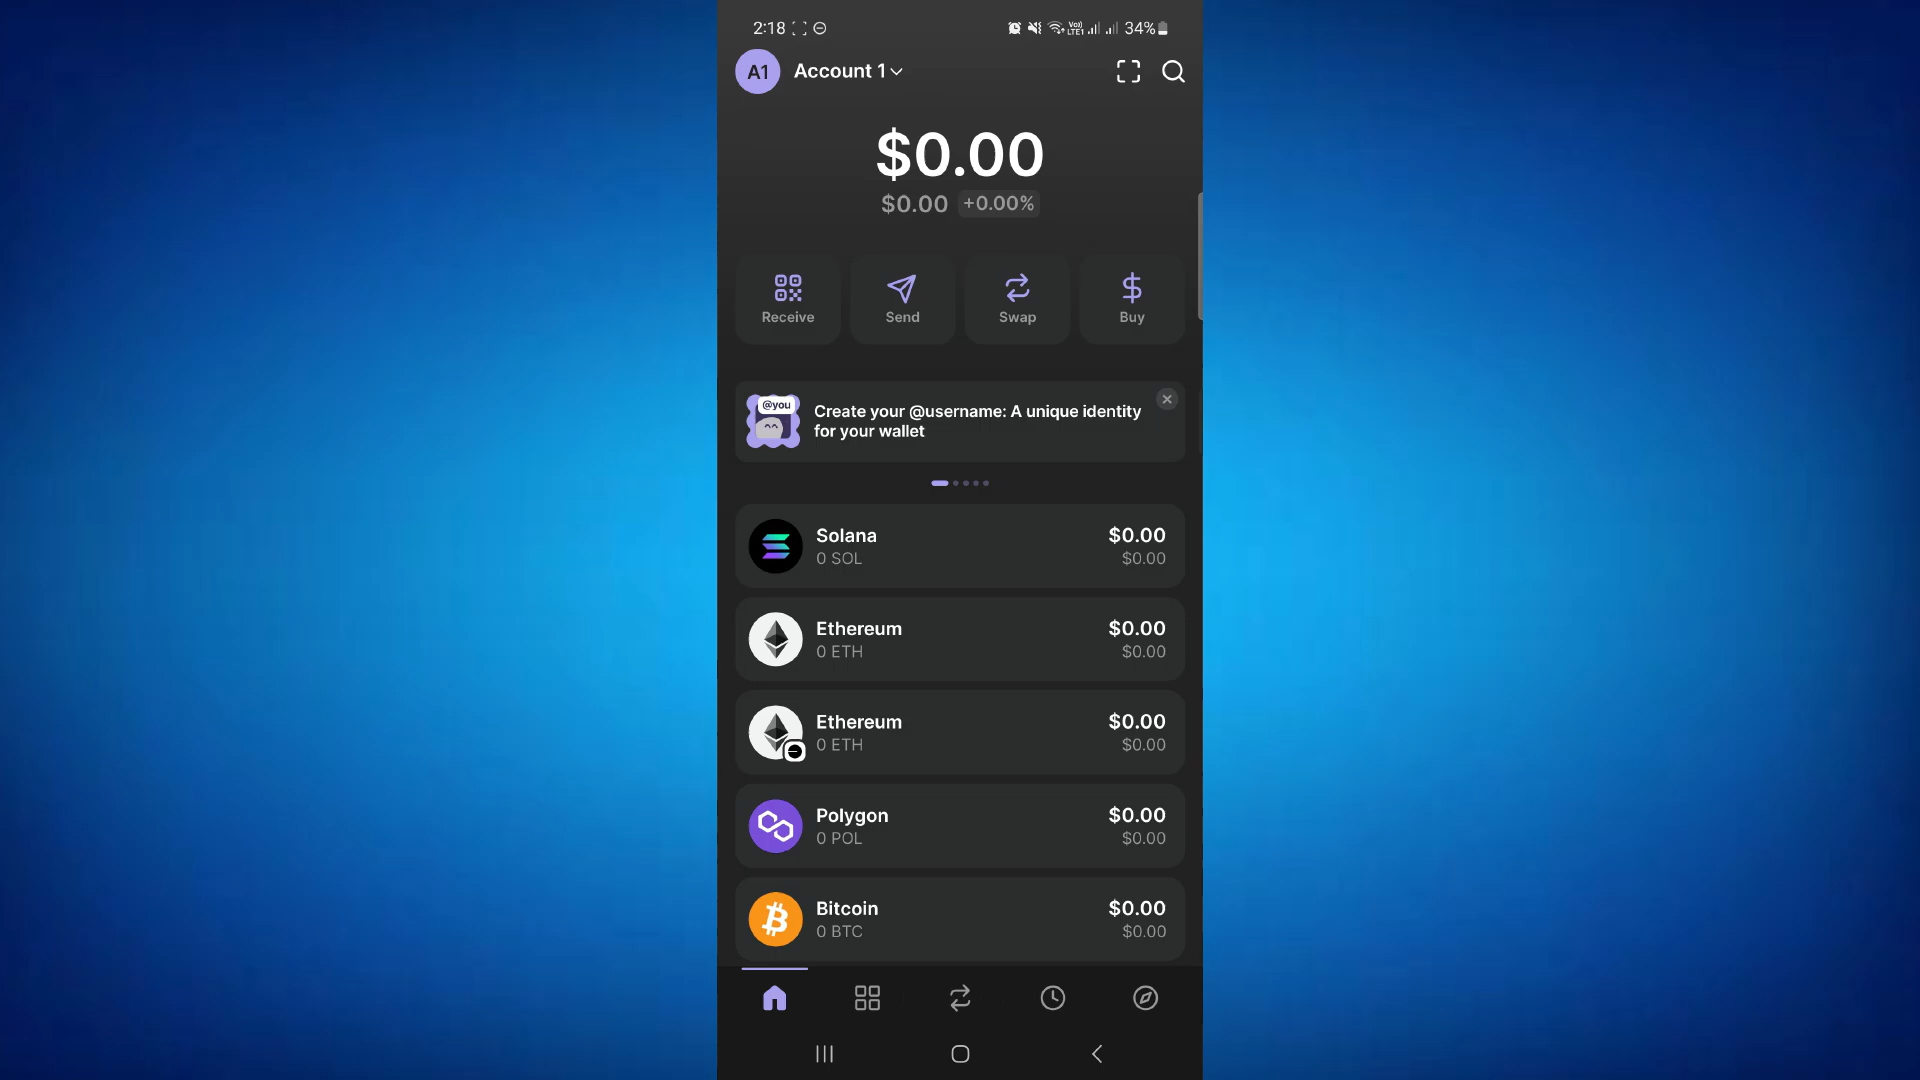 2:18
Vo)) LTE1 34%
A1 Account 1
$0.00
$0.00 +0.00%
Receive Send Swap Buy
@you
Create your @username: A unique identity
for your wallet
Solana $0.00
0 SOL $0.00
Ethereum $0.00
0 ETH $0.00
Ethereum $0.00
0 ETH $0.00
Polygon $0.00
0 POL $0.00
Bitcoin $0.00
0 BTC $0.00